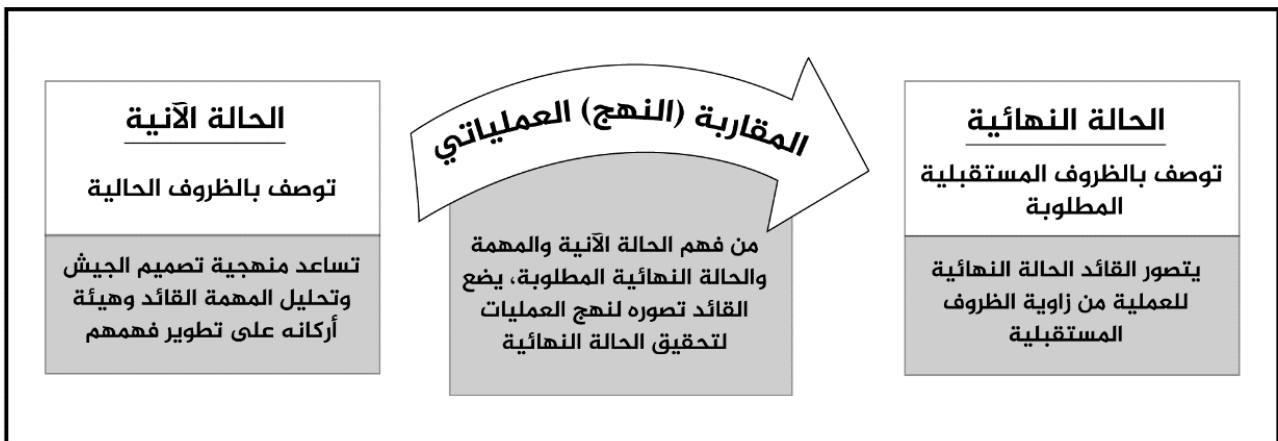 الحالة الآنية
توصف بالظروف الحالية
تساعد منهجية تصميم الجيش
وتحليل المهمة القائد وهيئة
أركانه على تطوير فهمهم
المقاربة (النهج) العملياتي
من فهم الحالة الآنية والمهمة
والحالة النهائية المطلوبة، يضع
القائد تصوره لنهج العمليات
لتحقيق الحالة النهائية
الحالة النهائية
توصف بالظروف المستقبلية
المطلوبة
يتصور القائد الحالة النهائية
للعملية من زاوية الظروف
المستقبلية